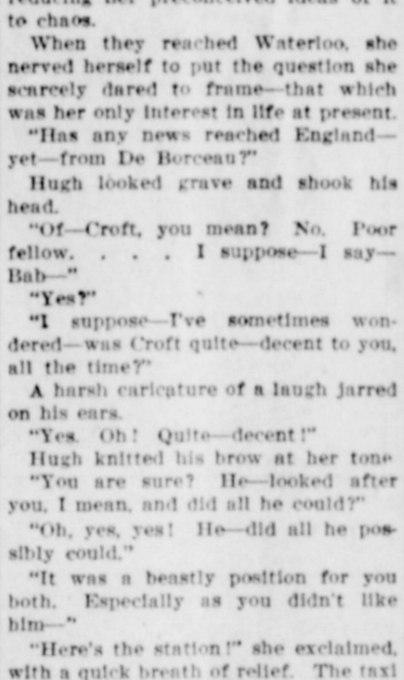 reducing her preconceived ideas of it
to chaos.
When they reached Waterloo, she
nerved herself to put the question she
scarcely dared to frame—that which
was her only interest in life at present.
"Has any news reached England—
yet—from De Borceau?"
Hugh looked grave and shook his
head.
"Of—Croft, you mean? No. Poor
fellow. . . . I suppose—I say—
Bab—"
"Yes?"
"I suppose—I've sometimes won-
dered—was Croft quite—decent to you,
all the time?"
A harsh caricature of a laugh jarred
on his ears.
"Yes. Oh! Quite—decent!"
Hugh knitted his brow at her tone
"You are sure? He—looked after
you, I mean, and did all he could?"
"Oh, yes, yes! He—did all he pos-
sibly could."
"It was a beastly position for you
both. Especially as you didn't like
him—"
"Here's the station!" she exclaimed,
with a quick breath of relief. The taxi